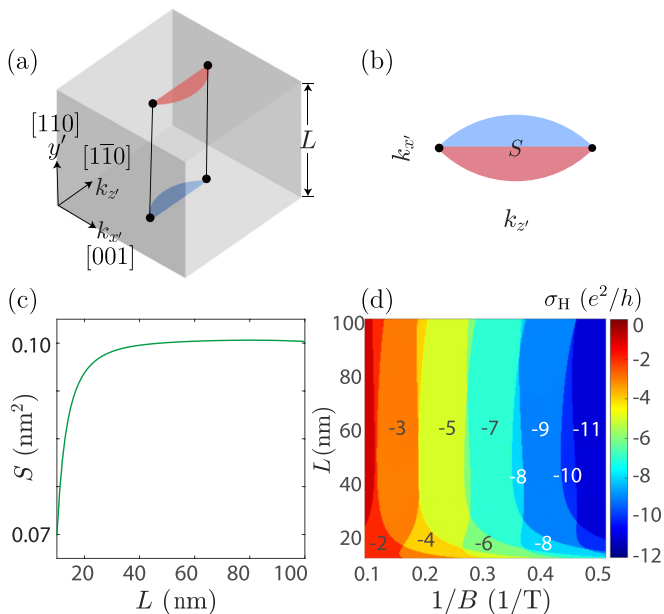 (a)
[110]
y′
[11̅0]
k_z′
k_x′
[001]
L
(b)
k_x′
S
k_z′
(c)
0.10
0.07
S (nm²)
20 40 60 80 100
L (nm)
(d)
σ_H (e²/h)
100
80
60
40
20
L(nm)
-3 -5 -7 -9 -11
-8 -10
-2 -4 -6 -8
0.1 0.2 0.3 0.4 0.5
1/B (1/T)
0
-2
-4
-6
-8
-10
-12